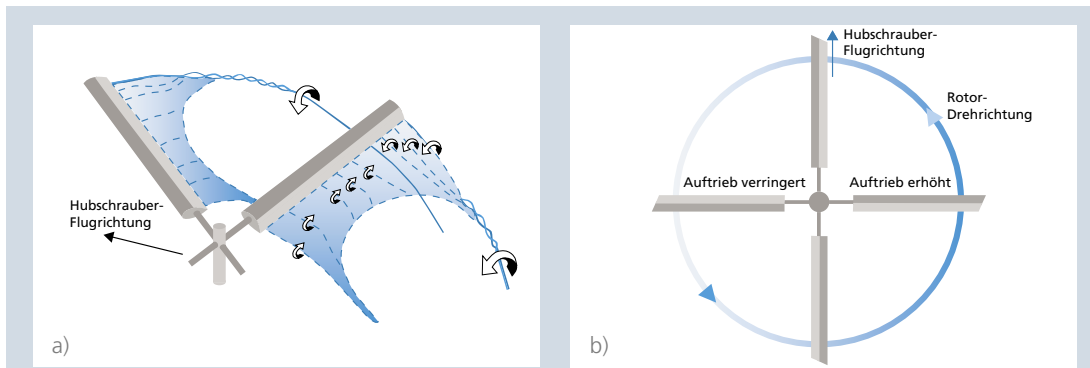 Hubschrauber-
Flugrichtung
a)
Hubschrauber-
Flugrichtung
Rotor-
Drehrichtung
Auftrieb verringert
Auftrieb erhöht
b)